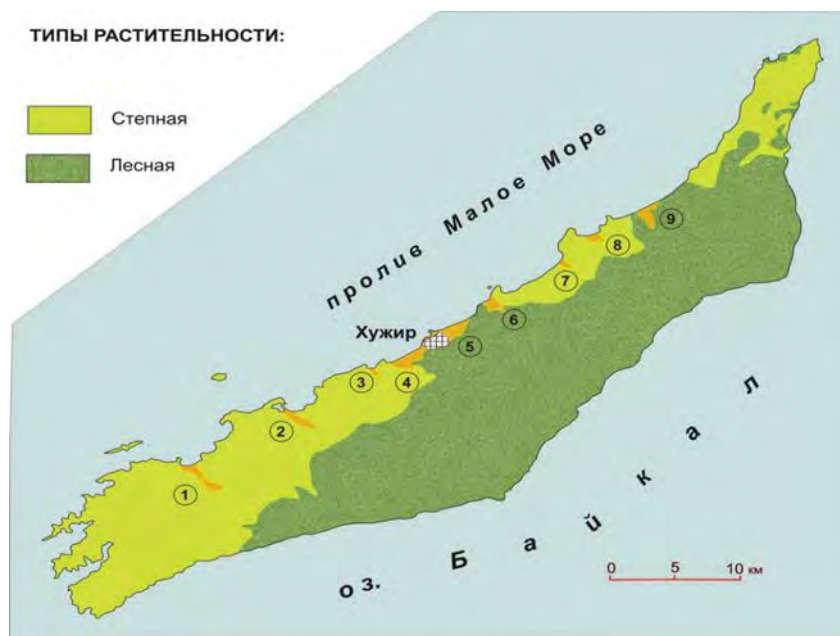 ТИПЫ РАСТИТЕЛЬНОСТИ:
Степная
Лесная
пролив Малое Море
Хужир
1
2
3
4
5
6
7
8
9
оз. Байкал
0 5 10 км